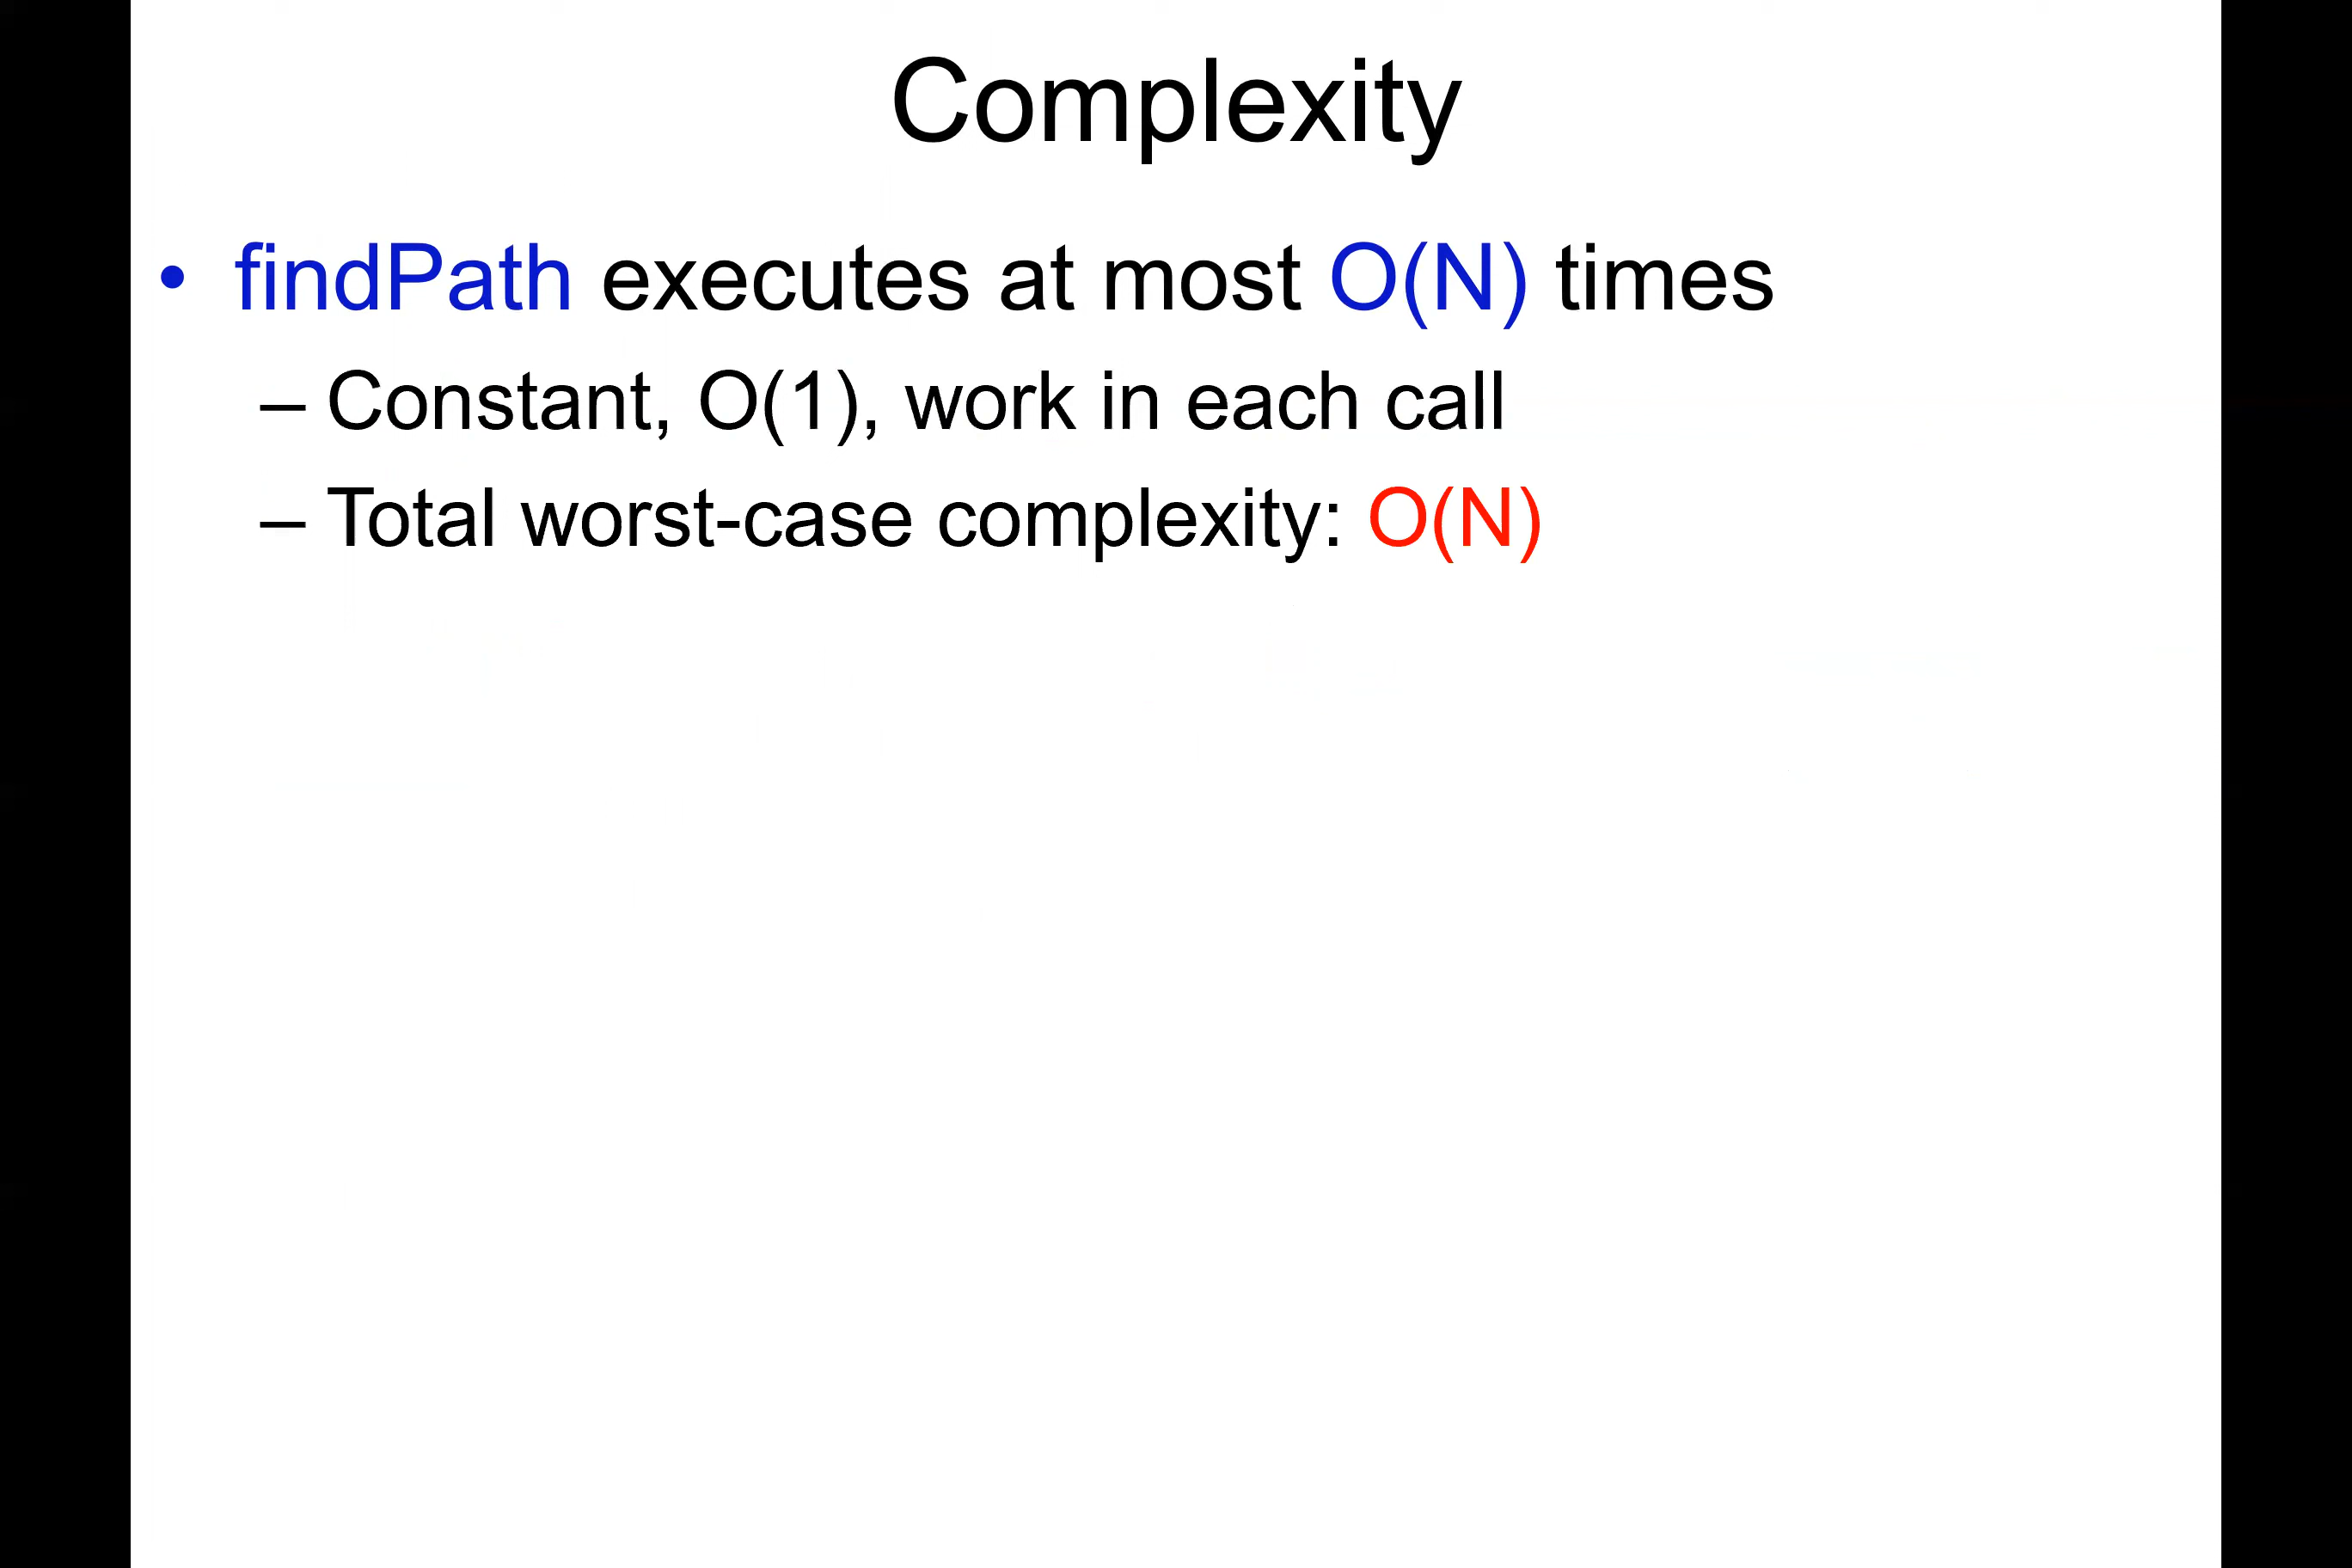 Complexity
• findPath executes at most O(N) times
– Constant, O(1), work in each call
– Total worst-case complexity: O(N)